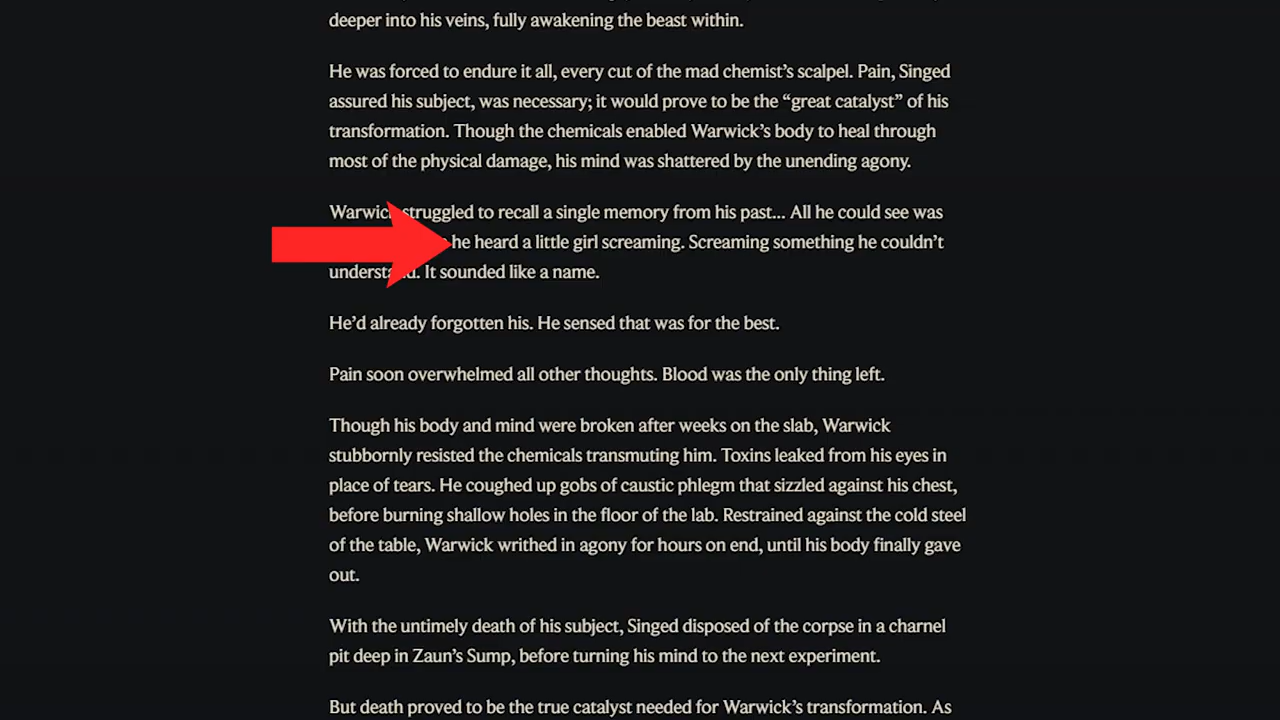 deeper into his veins, fully awakening the beast within.
He was forced to endure it all, every cut of the mad chemist’s scalpel. Pain, Singed
assured his subject, was necessary; it would prove to be the “great catalyst” of his
transformation. Though the chemicals enabled Warwick’s body to heal through
most of the physical damage, his mind was shattered by the unending agony.
Warwick struggled to recall a single memory from his past... All he could see was
he heard a little girl screaming. Screaming something he couldn’t
understand. It sounded like a name.
He’d already forgotten his. He sensed that was for the best.
Pain soon overwhelmed all other thoughts. Blood was the only thing left.
Though his body and mind were broken after weeks on the slab, Warwick
stubbornly resisted the chemicals transmuting him. Toxins leaked from his eyes in
place of tears. He coughed up gobs of caustic phlegm that sizzled against his chest,
before burning shallow holes in the floor of the lab. Restrained against the cold steel
of the table, Warwick writhed in agony for hours on end, until his body finally gave
out.
With the untimely death of his subject, Singed disposed of the corpse in a charnel
pit deep in Zaun’s Sump, before turning his mind to the next experiment.
But death proved to be the true catalyst needed for Warwick’s transformation. As